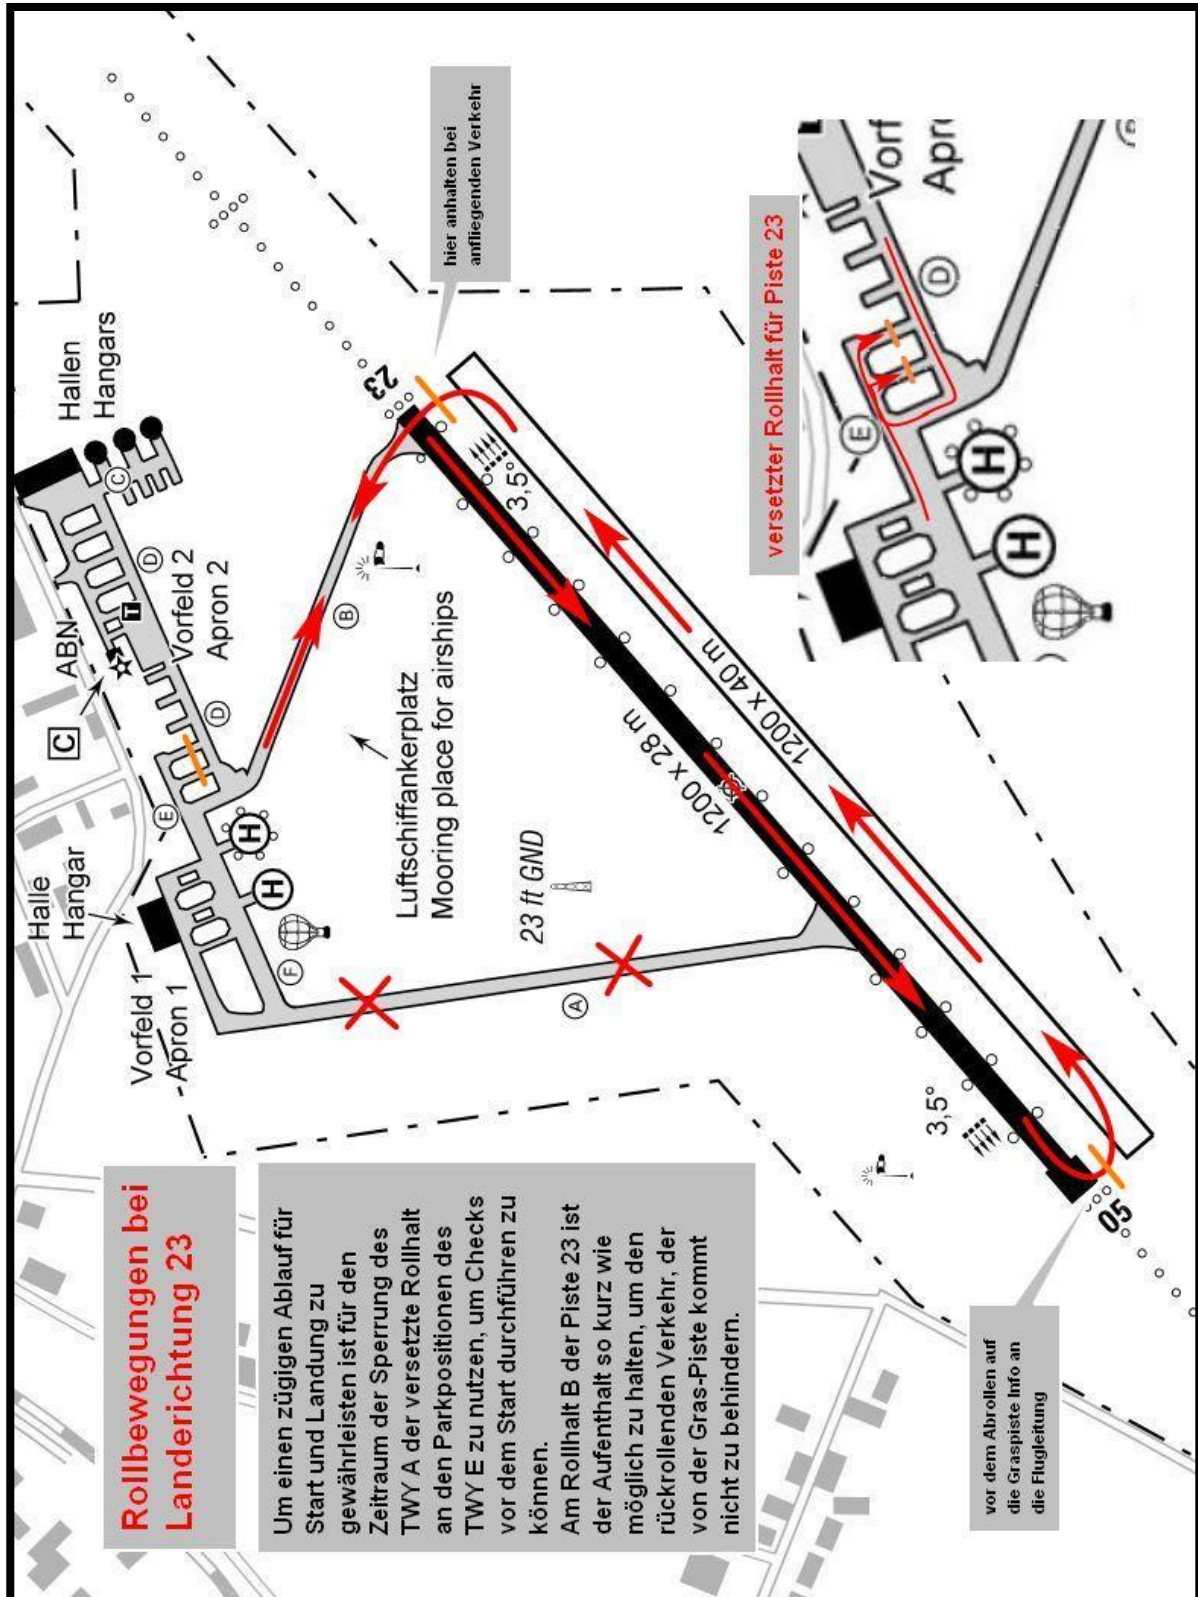 Rollbewegungen bei
Landerichtung 23
Um einen zügigen Ablauf für
Start und Landung zu
gewährleisten ist für den
Zeitraum der Sperrung des
TWY A der versetzte Rollhalt
an den Parkpositionen des
TWY E zu nutzen, um Checks
vor dem Start durchführen zu
können.
Am Rollhalt B der Piste 23 ist
der Aufenthalt so kurz wie
möglich zu halten, um den
rückrollenden Verkehr, der
von der Gras-Piste kommt
nicht zu behindern.
vor dem Abrollen auf
die Graspiste Info an
die Flugleitung
Vorfeld 1
Apron 1
Halle
Hangar
C
ABN
T
Hallen
Hangars
C
D
Vorfeld 2
Apron 2
D
E
H
H
F
A
B
Luftschiffankerplatz
Mooring place for airships
23 ft GND
1200 x 28 m
1200 x 40 m
3,5°
3,5°
05
23
hier anhalten bei
anfliegenden Verkehr
versetzter Rollhalt für Piste 23
E
D
H
H
Vorf
Apr